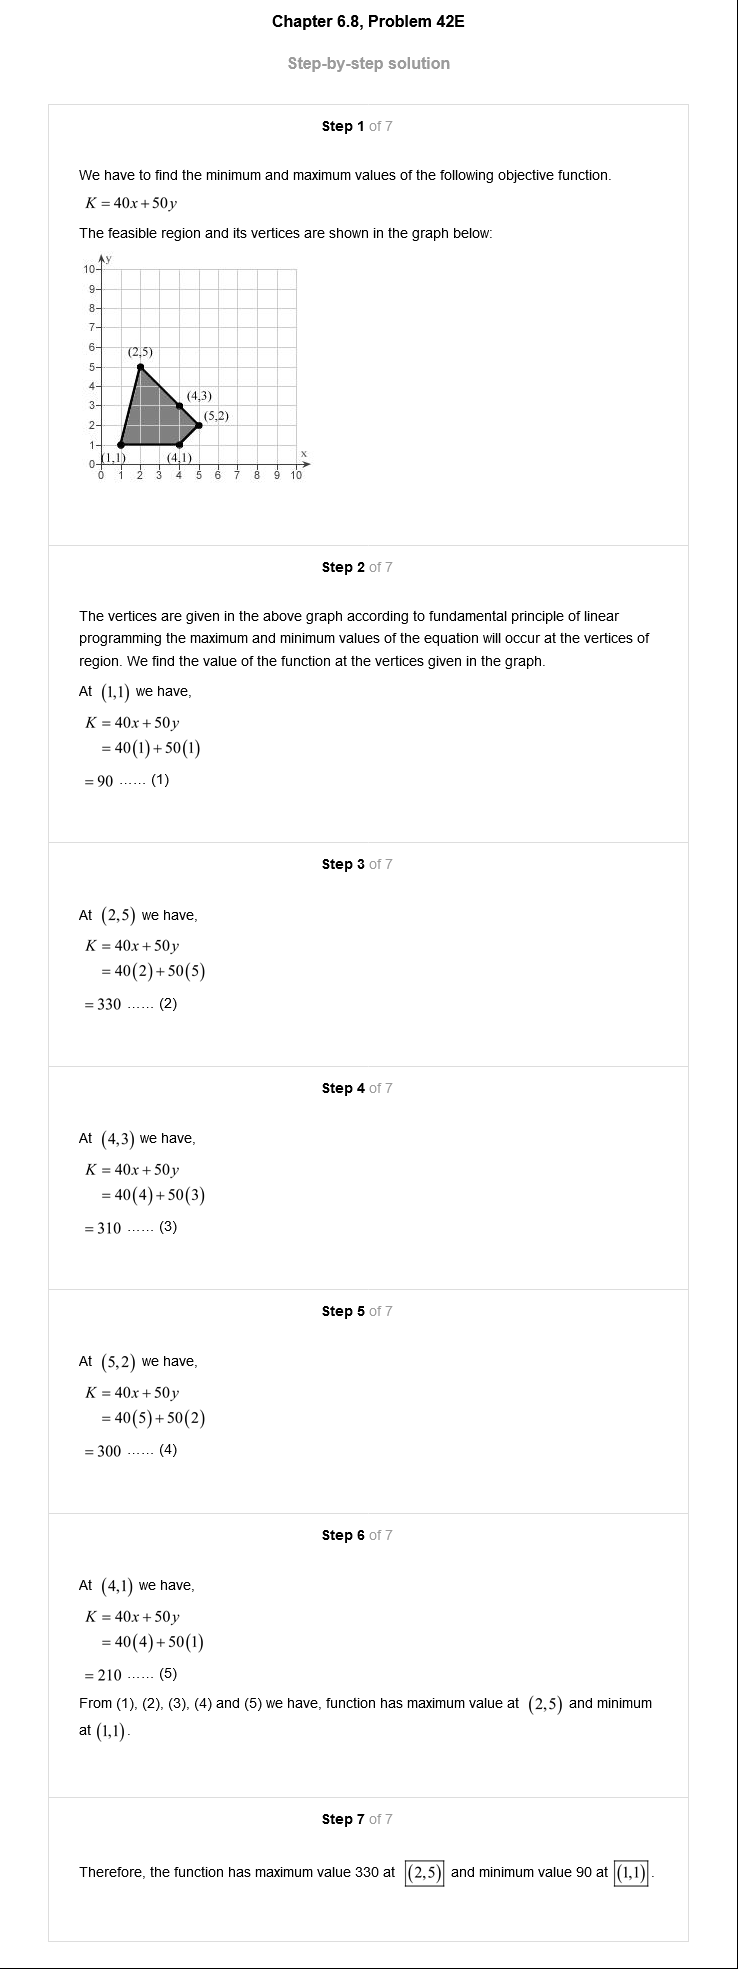 Chapter 6.8, Problem 42E
Step-by-step solution
Step 1 of 7
We have to find the minimum and maximum values of the following objective function.
K = 40x + 50y
The feasible region and its vertices are shown in the graph below:
y
10
9
8
7
6
(2,5)
5
4
(4,3)
3
(5,2)
2
1
(1,1)
(4,1)
x
0
0 1 2 3 4 5 6 7 8 9 10
Step 2 of 7
The vertices are given in the above graph according to fundamental principle of linear
programming the maximum and minimum values of the equation will occur at the vertices of
region. We find the value of the function at the vertices given in the graph.
At (1,1) we have,
K = 40x + 50y
= 40(1) + 50(1)
= 90 ...... (1)
Step 3 of 7
At (2,5) we have,
K = 40x + 50y
= 40(2) + 50(5)
= 330 ...... (2)
Step 4 of 7
At (4,3) we have,
K = 40x + 50y
= 40(4) + 50(3)
= 310 ...... (3)
Step 5 of 7
At (5,2) we have,
K = 40x + 50y
= 40(5) + 50(2)
= 300 ...... (4)
Step 6 of 7
At (4,1) we have,
K = 40x + 50y
= 40(4) + 50(1)
= 210 ...... (5)
From (1), (2), (3), (4) and (5) we have, function has maximum value at (2,5) and minimum
at (1,1).
Step 7 of 7
Therefore, the function has maximum value 330 at (2,5) and minimum value 90 at (1,1).